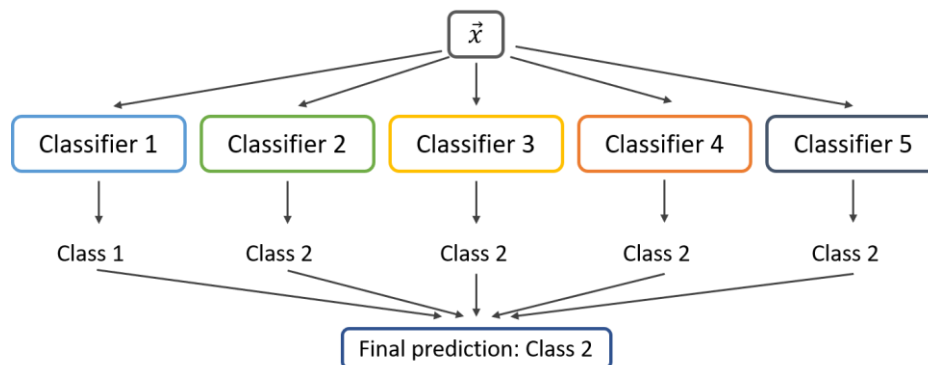 x⃗
Classifier 1 Classifier 2 Classifier 3 Classifier 4 Classifier 5
Class 1 Class 2 Class 2 Class 2 Class 2
Final prediction: Class 2